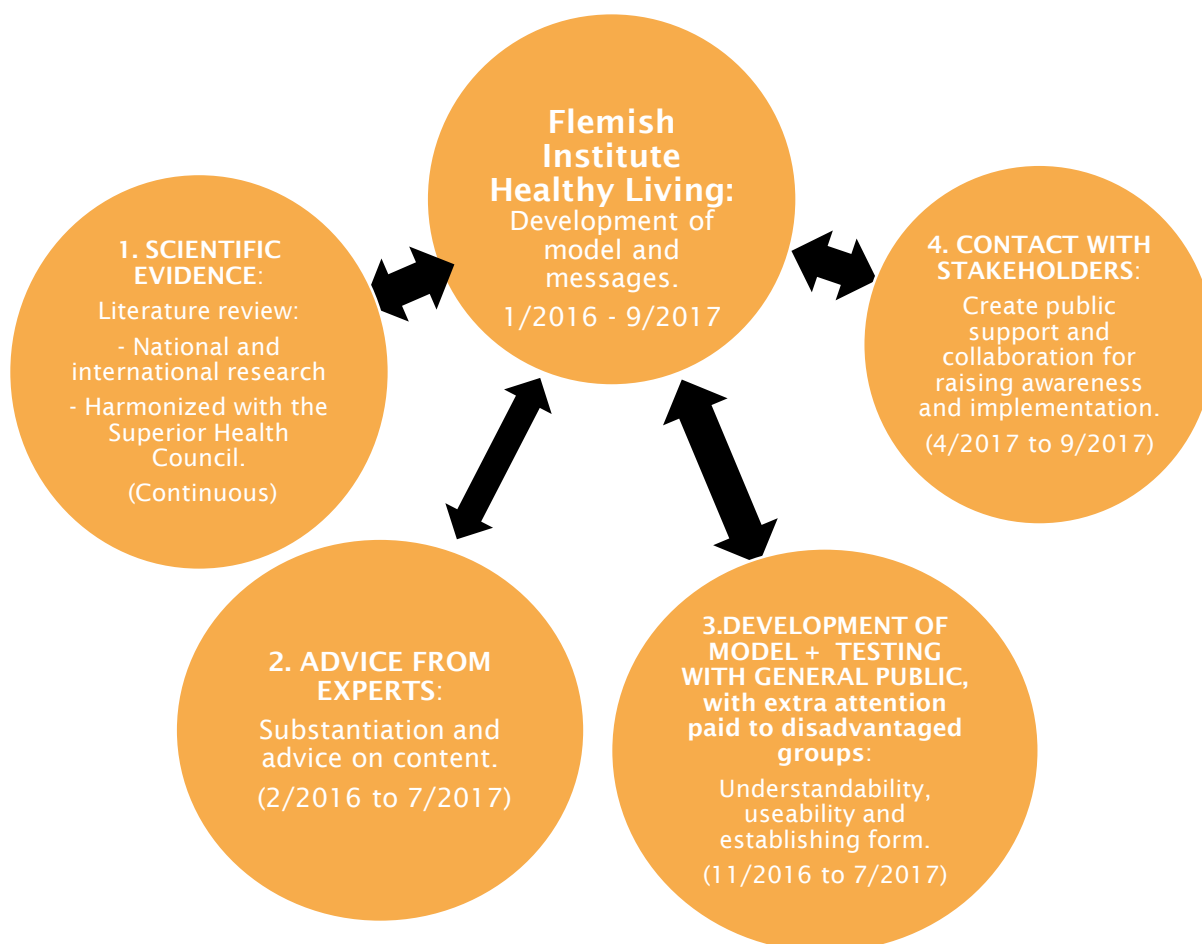 Flemish
Institute
Healthy Living:
Development of
model and
messages.
1/2016 - 9/2017
1. SCIENTIFIC
EVIDENCE:
Literature review:
- National and
international research
- Harmonized with the
Superior Health
Council.
(Continuous)
2. ADVICE FROM
EXPERTS:
Substantiation and
advice on content.
(2/2016 to 7/2017)
3.DEVELOPMENT OF
MODEL + TESTING
WITH GENERAL PUBLIC,
with extra attention
paid to disadvantaged
groups:
Understandability,
useability and
establishing form.
(11/2016 to 7/2017)
4. CONTACT WITH
STAKEHOLDERS:
Create public
support and
collaboration for
raising awareness
and implementation.
(4/2017 to 9/2017)